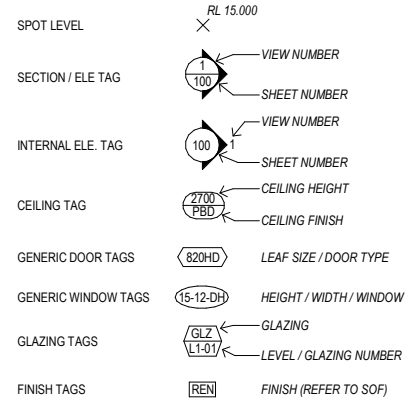 RL 15.000
SPOT LEVEL
VIEW NUMBER
1
SECTION / ELE TAG
100
SHEET NUMBER
VIEW NUMBER
INTERNAL ELE. TAG
100
1
SHEET NUMBER
CEILING HEIGHT
2700
CEILING TAG
PBD
CEILING FINISH
GENERIC DOOR TAGS
820HD
LEAF SIZE / DOOR TYPE
GENERIC WINDOW TAGS
15-12-DH
HEIGHT / WIDTH / WINDOW
GLAZING
GLZ
GLAZING TAGS
L1-01
LEVEL / GLAZING NUMBER
FINISH TAGS
REN
FINISH (REFER TO SOF)